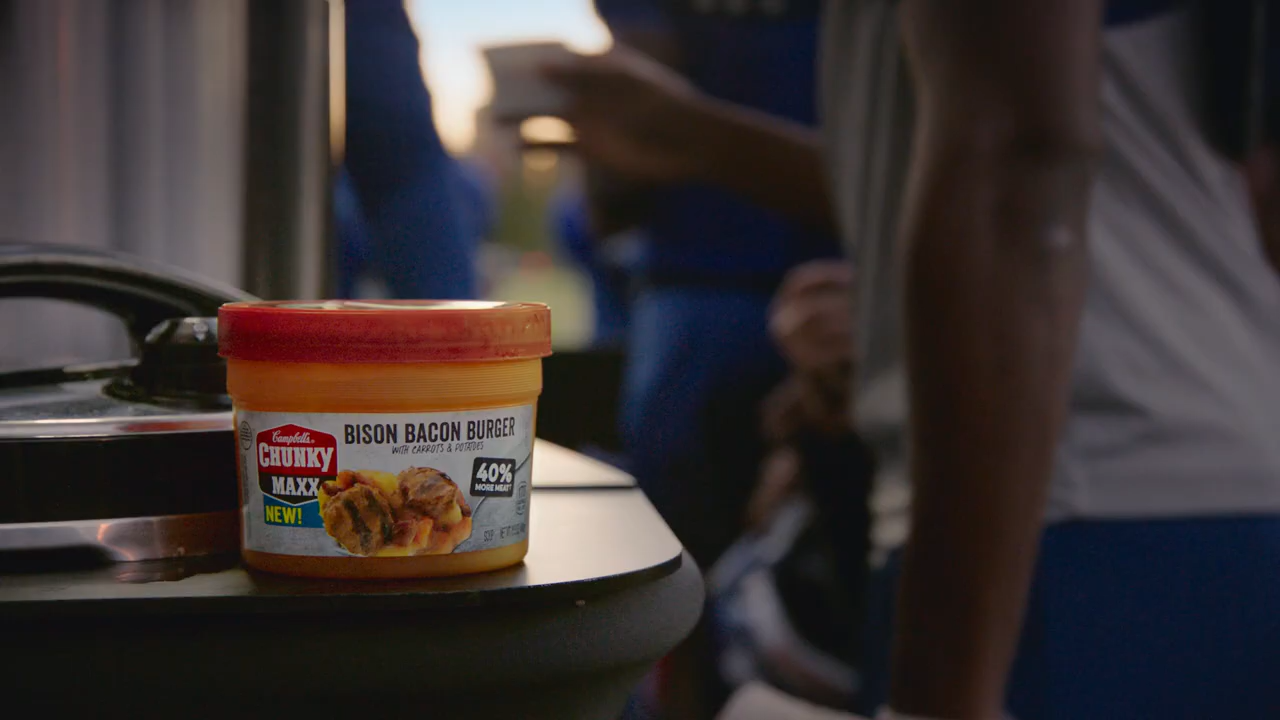 BISON BACON BURGER
WITH CARROTS & POTATOES
Campbell's
CHUNKY
MAXX
NEW!
40%
MORE MEAT